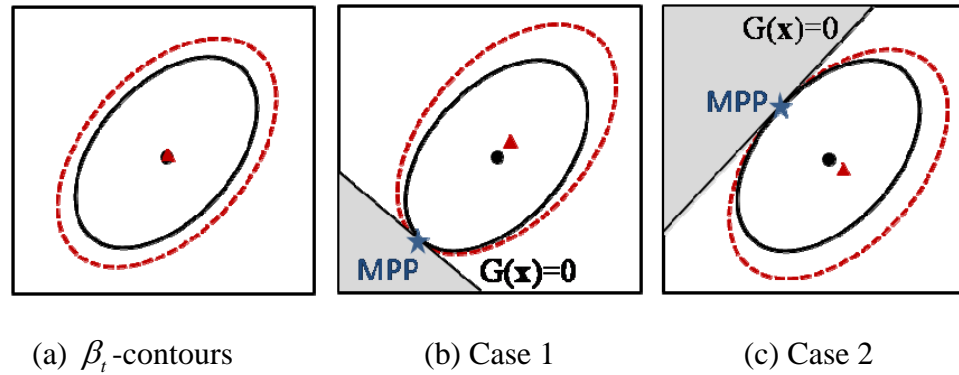 G(x)=0
MPP
MPP
G(x)=0
(a) βₜ-contours
(b) Case 1
(c) Case 2